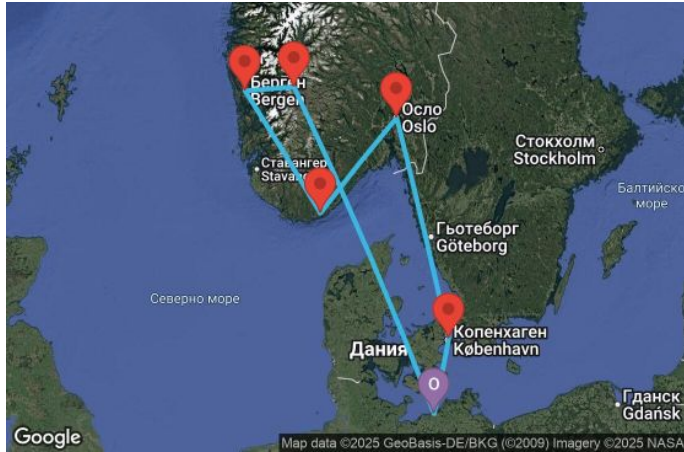 Берген
Bergen
Осло
Oslo
Стокхолм
Stockholm
Ставангер
Гьотеборг
Göteborg
Балтийско
море
Северно море
Копенхаген
København
Дания
O
Гданск
Gdańsk
Google
Map data ©2025 GeoBasis-DE/BKG (©2009) Imagery ©2025 NASA